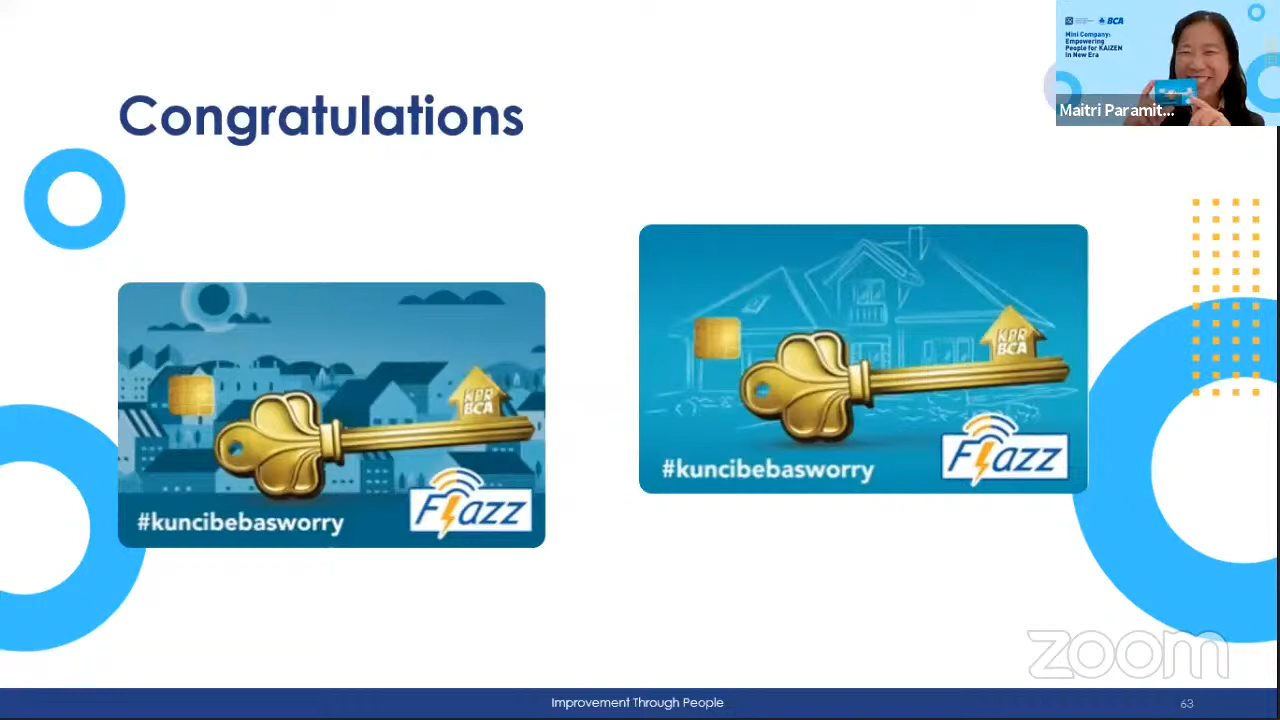 Congratulations
BCA
Mini Company:
Empowering
People for KAIZEN
in New Era
Maitri Paramit...
KPR
BCA
#kuncibebasworry
Flazz
KPR
BCA
#kuncibebasworry
Flazz
zoom
Improvement Through People
63